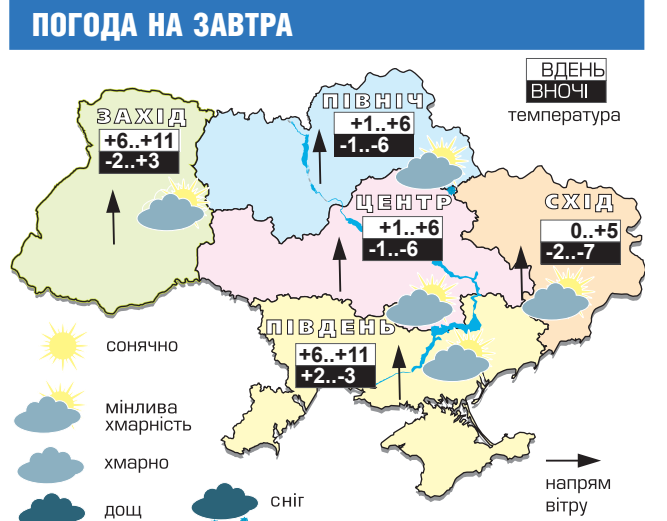 ПОГОДА НА ЗАВТРА
ВДЕНЬ
ВНОЧІ
температура
ЗАХІД
+6..+11
-2..+3
ПІВНІЧ
+1..+6
-1..-6
ЦЕНТР
+1..+6
-1..-6
СХІД
0..+5
-2..-7
ПІВДЕНЬ
+6..+11
+2..-3
сонячно
мінлива
хмарність
хмарно
дощ
сніг
напрям
вітру